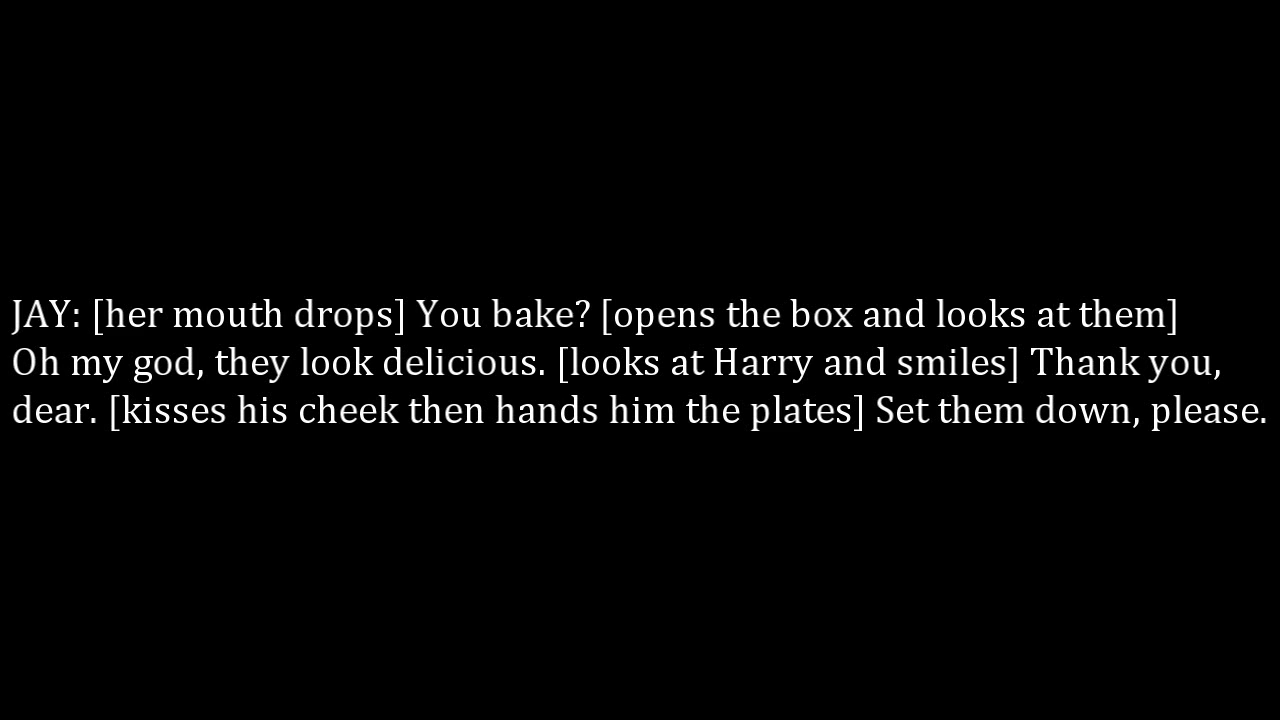 JAY: [her mouth drops] You bake? [opens the box and looks at them]
Oh my god, they look delicious. [looks at Harry and smiles] Thank you,
dear. [kisses his cheek then hands him the plates] Set them down, please.